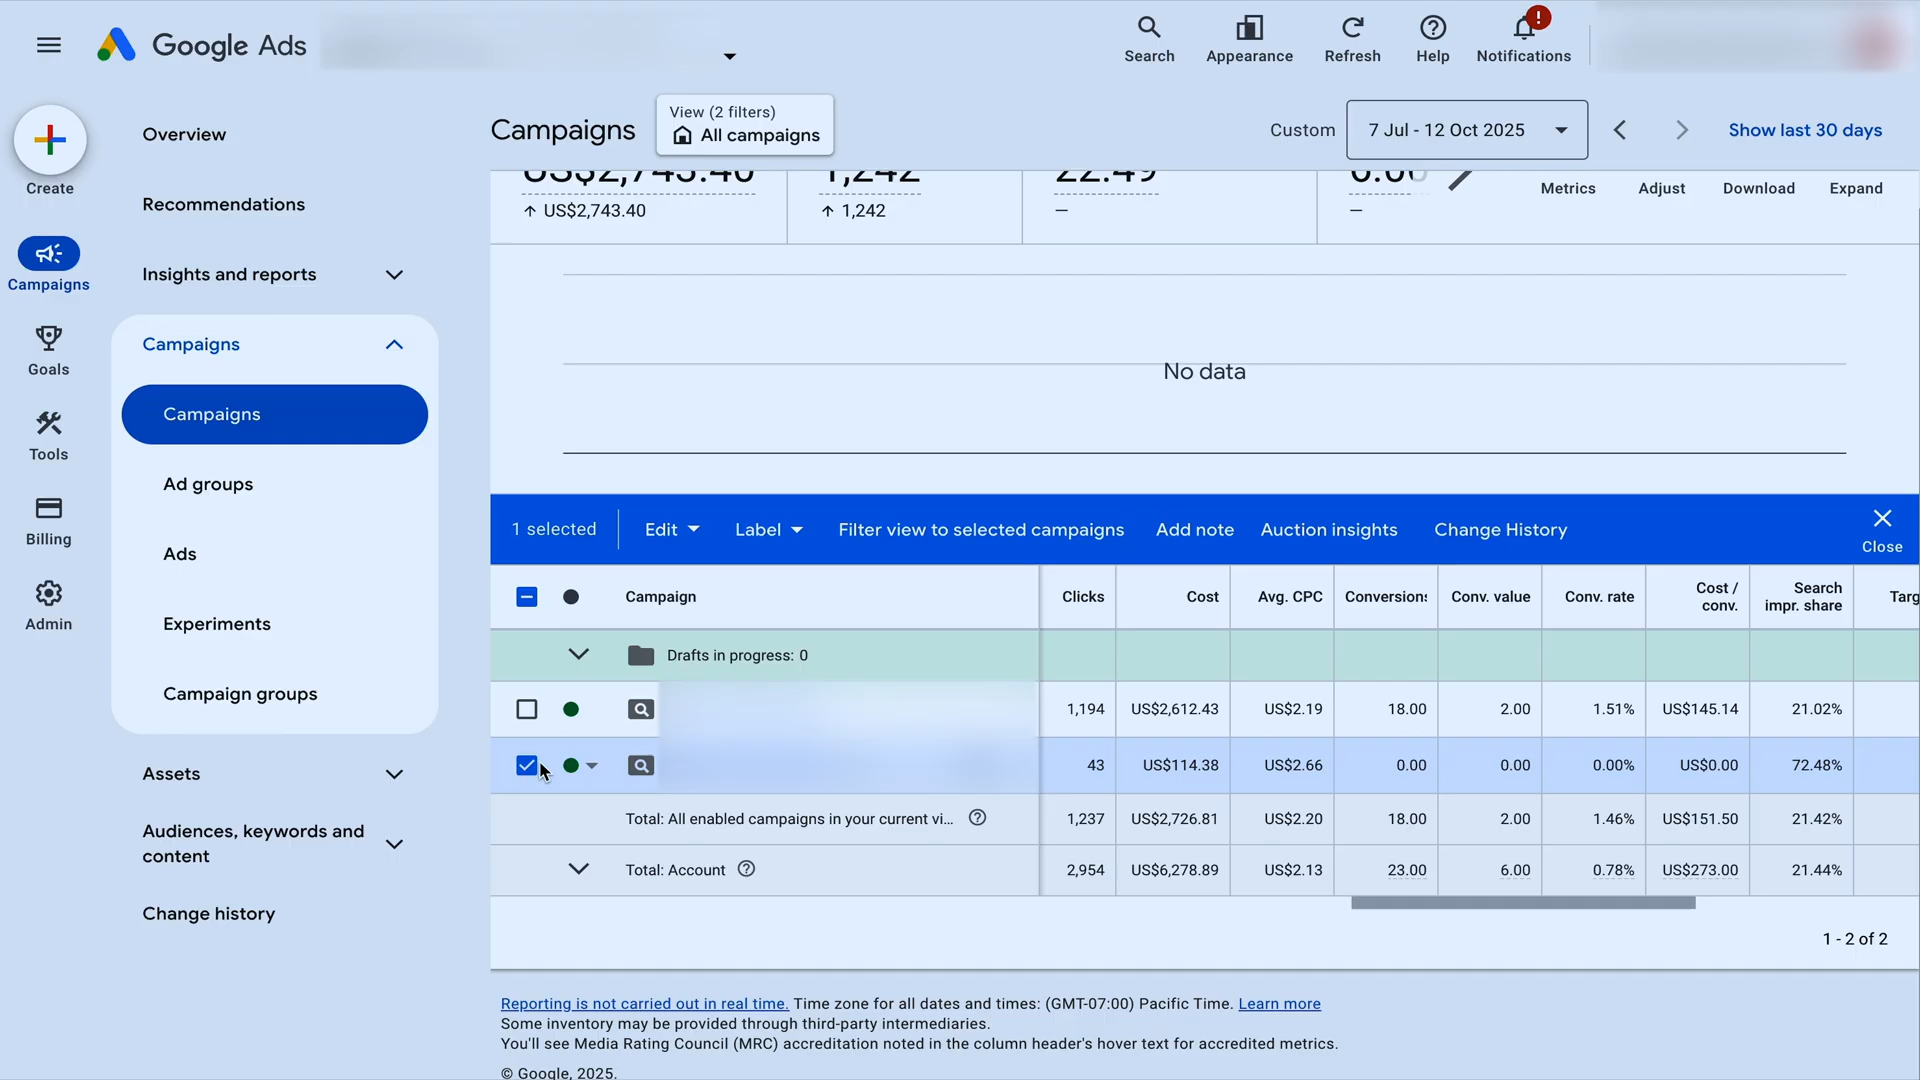 Google Ads
Search
Appearance
Refresh
Help
Notifications
Create
Campaigns
Goals
Tools
Billing
Admin
Overview
Recommendations
Insights and reports
Campaigns
Campaigns
Ad groups
Ads
Experiments
Campaign groups
Assets
Audiences, keywords and
content
Change history
Campaigns
View (2 filters)
All campaigns
Custom
7 Jul - 12 Oct 2025
Show last 30 days
US$2,743.40 1,242 22.49 0.00
US$2,743.40 1,242 — —
Metrics Adjust Download Expand
No data
1 selected Edit Label Filter view to selected campaigns Add note Auction insights Change History Close
Campaign Clicks Cost Avg. CPC Conversions Conv. value Conv. rate Cost / conv. Search impr. share Targ
Drafts in progress: 0
1,194 US$2,612.43 US$2.19 18.00 2.00 1.51% US$145.14 21.02%
43 US$114.38 US$2.66 0.00 0.00 0.00% US$0.00 72.48%
Total: All enabled campaigns in your current vi... 1,237 US$2,726.81 US$2.20 18.00 2.00 1.46% US$151.50 21.42%
Total: Account 2,954 US$6,278.89 US$2.13 23.00 6.00 0.78% US$273.00 21.44%
1 - 2 of 2
Reporting is not carried out in real time. Time zone for all dates and times: (GMT-07:00) Pacific Time. Learn more
Some inventory may be provided through third-party intermediaries.
You'll see Media Rating Council (MRC) accreditation noted in the column header's hover text for accredited metrics.
© Google, 2025.